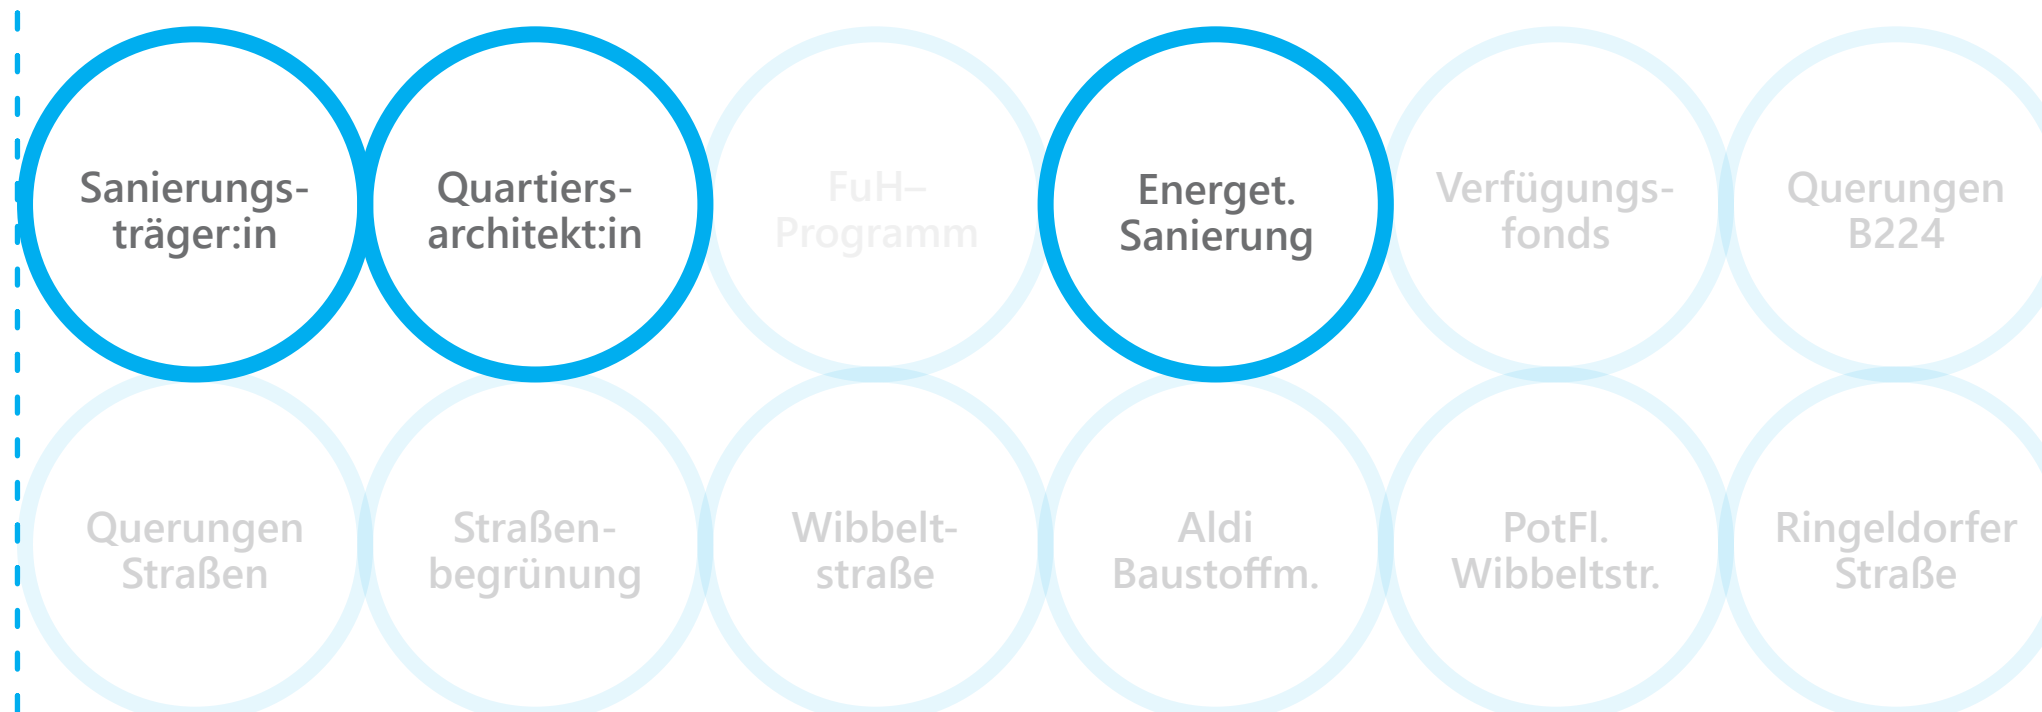 Sanierungs-
träger:in
Quartiers-
architekt:in
FuH–
Programm
Energet.
Sanierung
Verfügungs-
fonds
Querungen
B224
Querungen
Straßen
Straßen-
begrünung
Wibbelt-
straße
Aldi
Baustoffm.
PotFl.
Wibbeltstr.
Ringeldorfer
Straße